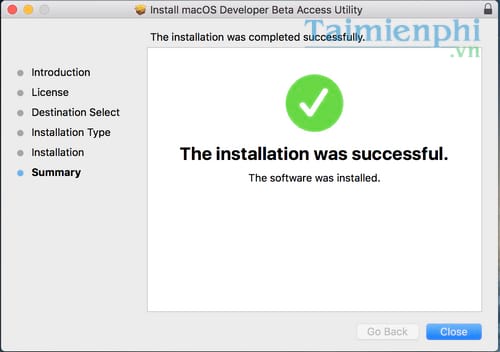 Install macOS Developer Beta Access Utility
Taimienphi
.vn
The installation was completed successfully.
Introduction
License
Destination Select
Installation Type
Installation
Summary
The installation was successful.
The software was installed.
Go Back
Close